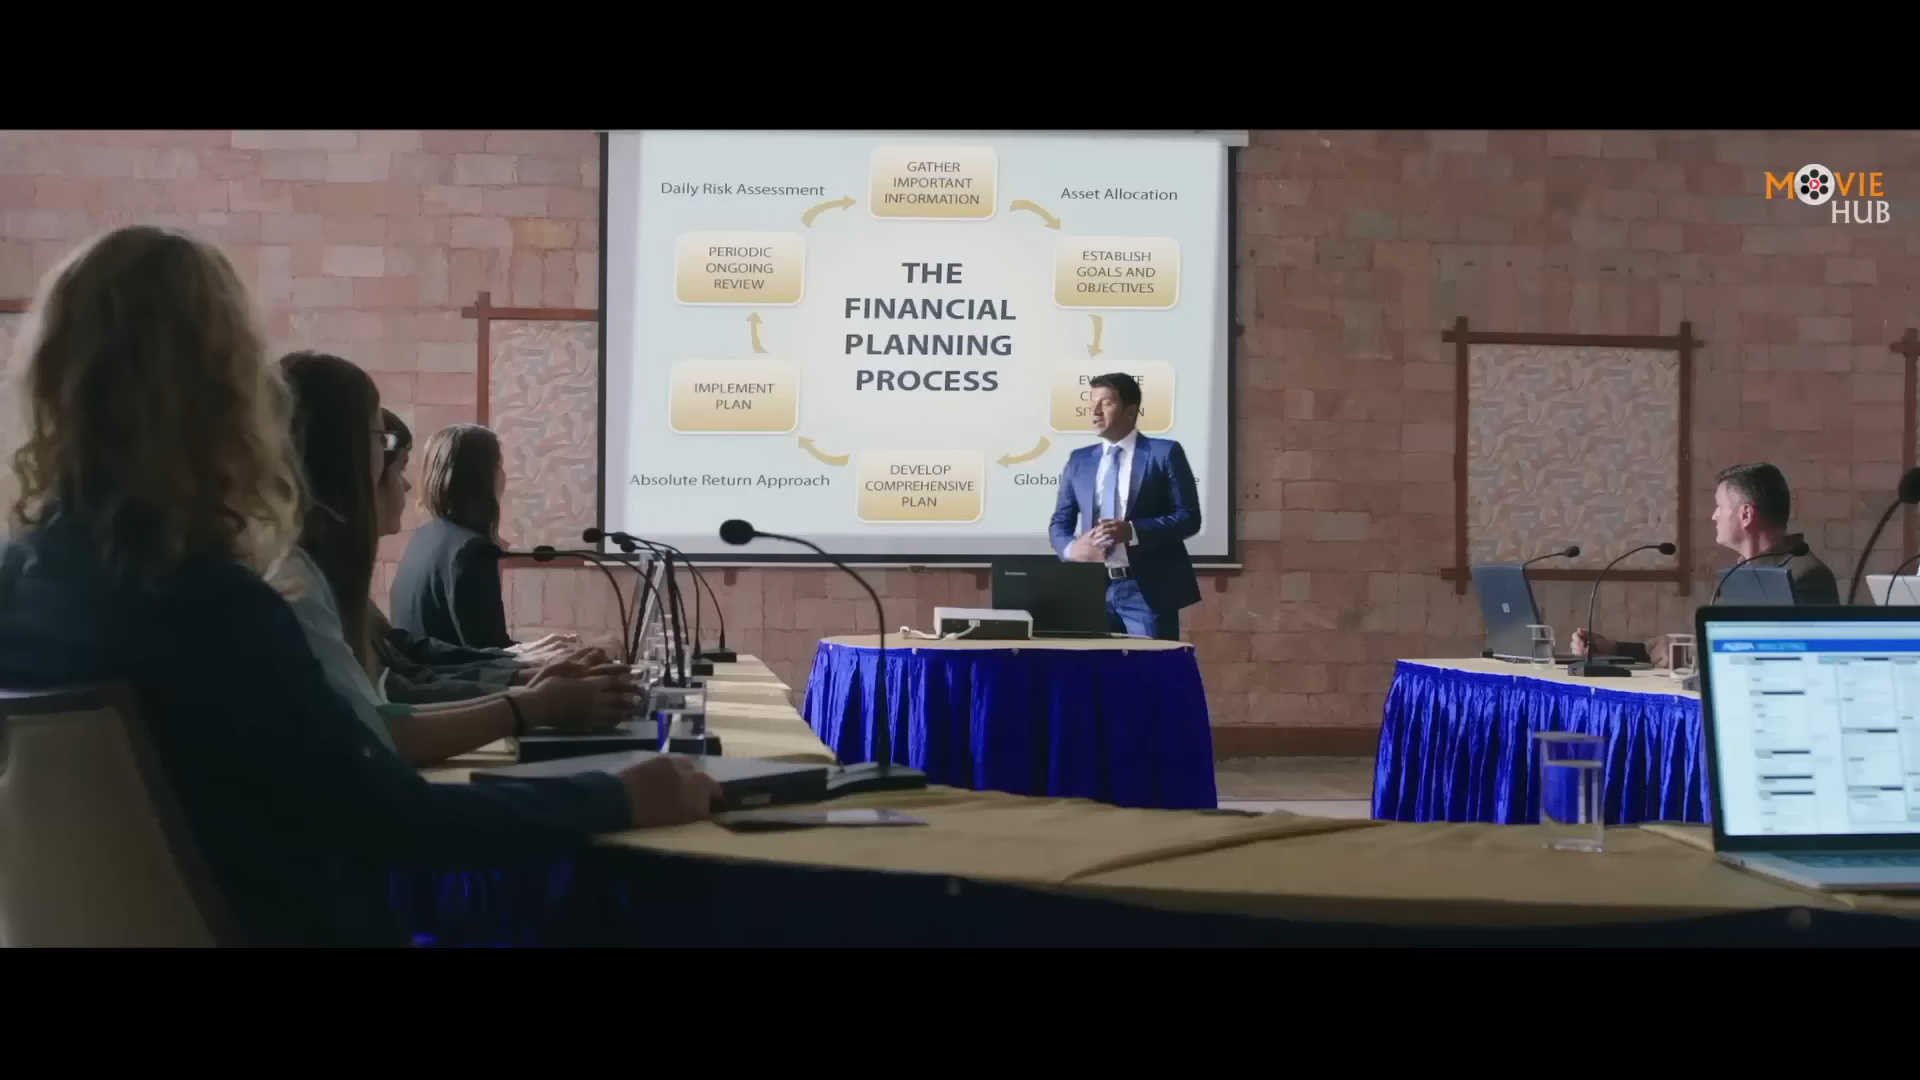 Daily Risk Assessment
GATHER
IMPORTANT
INFORMATION
Asset Allocation
MOVIE
HUB
PERIODIC
ONGOING
REVIEW
THE
FINANCIAL
PLANNING
PROCESS
ESTABLISH
GOALS AND
OBJECTIVES
IMPLEMENT
PLAN
Absolute Return Approach
DEVELOP
COMPREHENSIVE
PLAN
Global